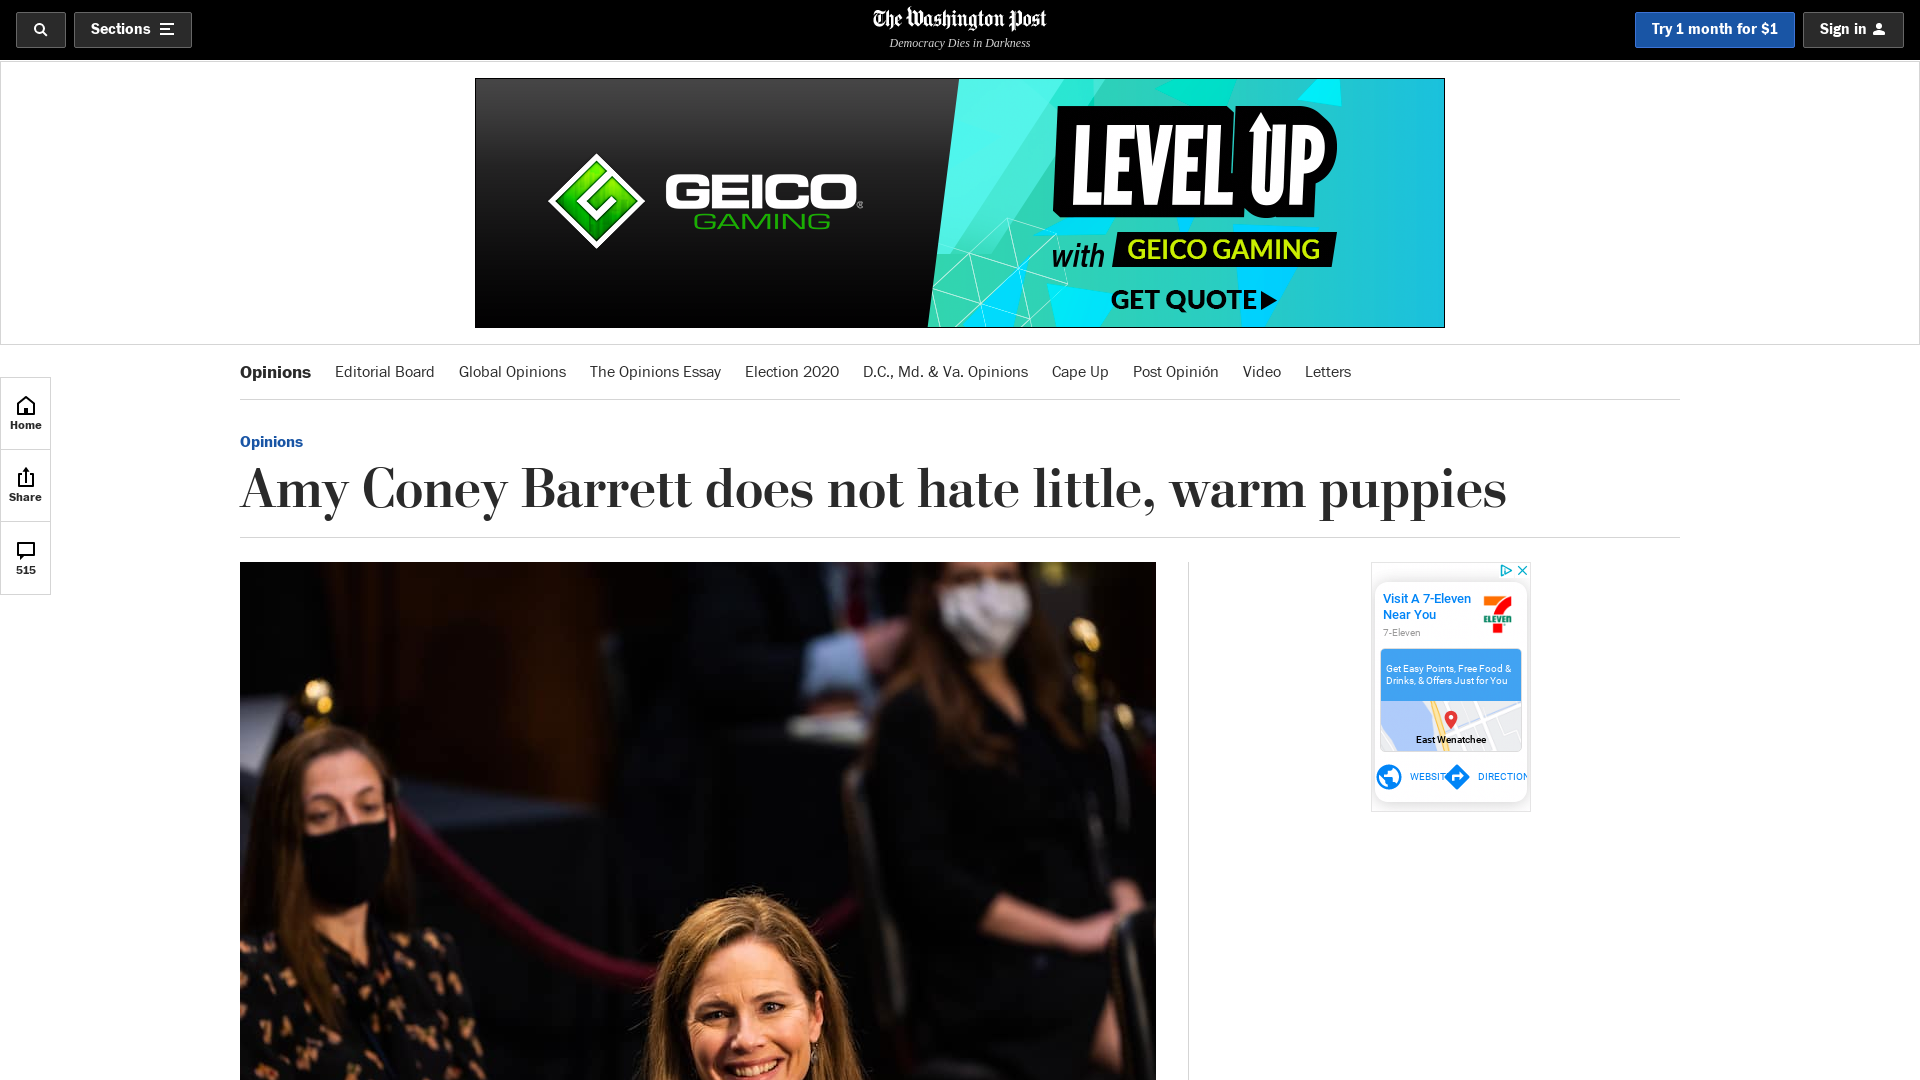 Sections
The Washington Post
Democracy Dies in Darkness
Try 1 month for $1
Sign in
GEICO®
GAMING
LEVEL UP
with GEICO GAMING
GET QUOTE
Opinions
Editorial Board
Global Opinions
The Opinions Essay
Election 2020
D.C., Md. & Va. Opinions
Cape Up
Post Opinión
Video
Letters
Home
Share
515
Opinions
Amy Coney Barrett does not hate little, warm puppies
Visit A 7-Eleven
Near You
7-Eleven
7
ELEVEN
Get Easy Points, Free Food &
Drinks, & Offers Just for You
East Wenatchee
WEBSIT
DIRECTION